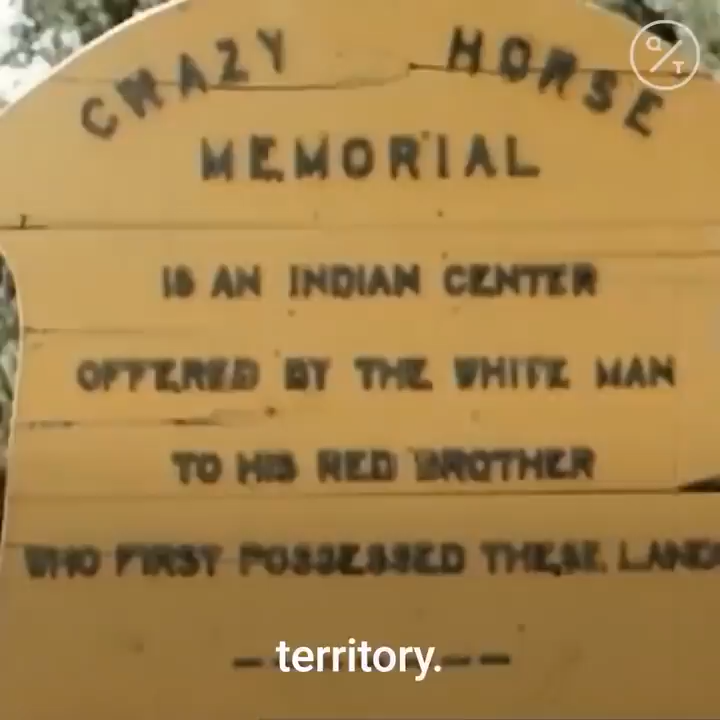 CRAZY HORSE
MEMORIAL
IS AN INDIAN CENTER
OFFERED BY THE WHITE MAN
TO HIS RED BROTHER
WHO FIRST POSSESSED THESE LAND
territory.
Q/T